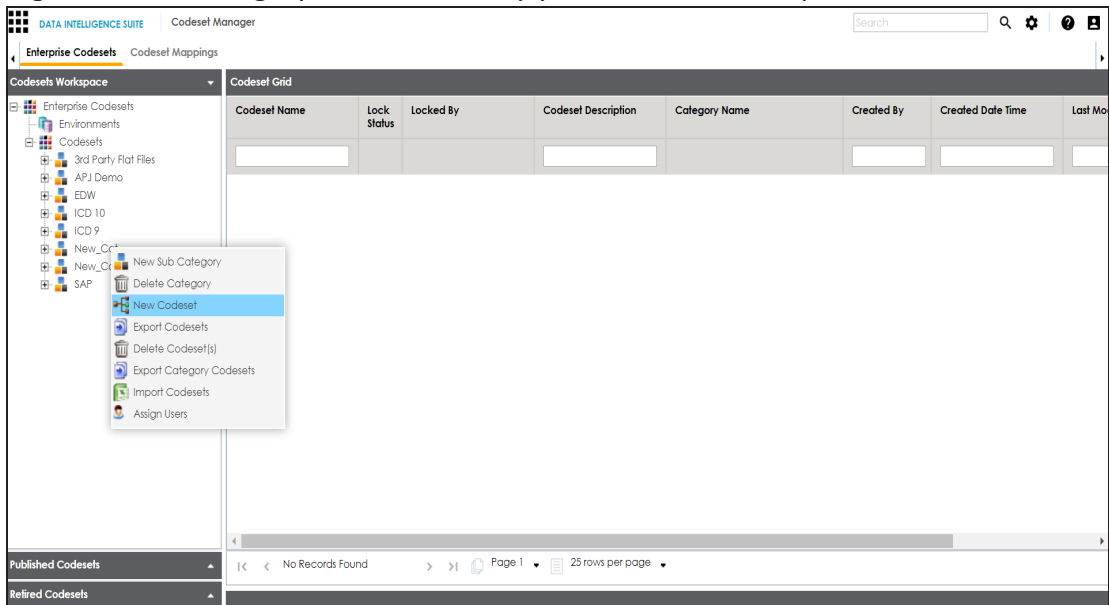 DATA INTELLIGENCE SUITE Codeset Manager Search
Enterprise Codesets Codeset Mappings
Codesets Workspace Codeset Grid
Enterprise Codesets
Environments
Codesets
3rd Party Flat Files
APJ Demo
EDW
ICD 10
ICD 9
New_Cat
New_Co
SAP
Codeset Name Lock Status Locked By Codeset Description Category Name Created By Created Date Time Last Mo
New Sub Category
Delete Category
New Codeset
Export Codesets
Delete Codeset(s)
Export Category Codesets
Import Codesets
Assign Users
No Records Found Page 1 25 rows per page
Published Codesets
Retired Codesets